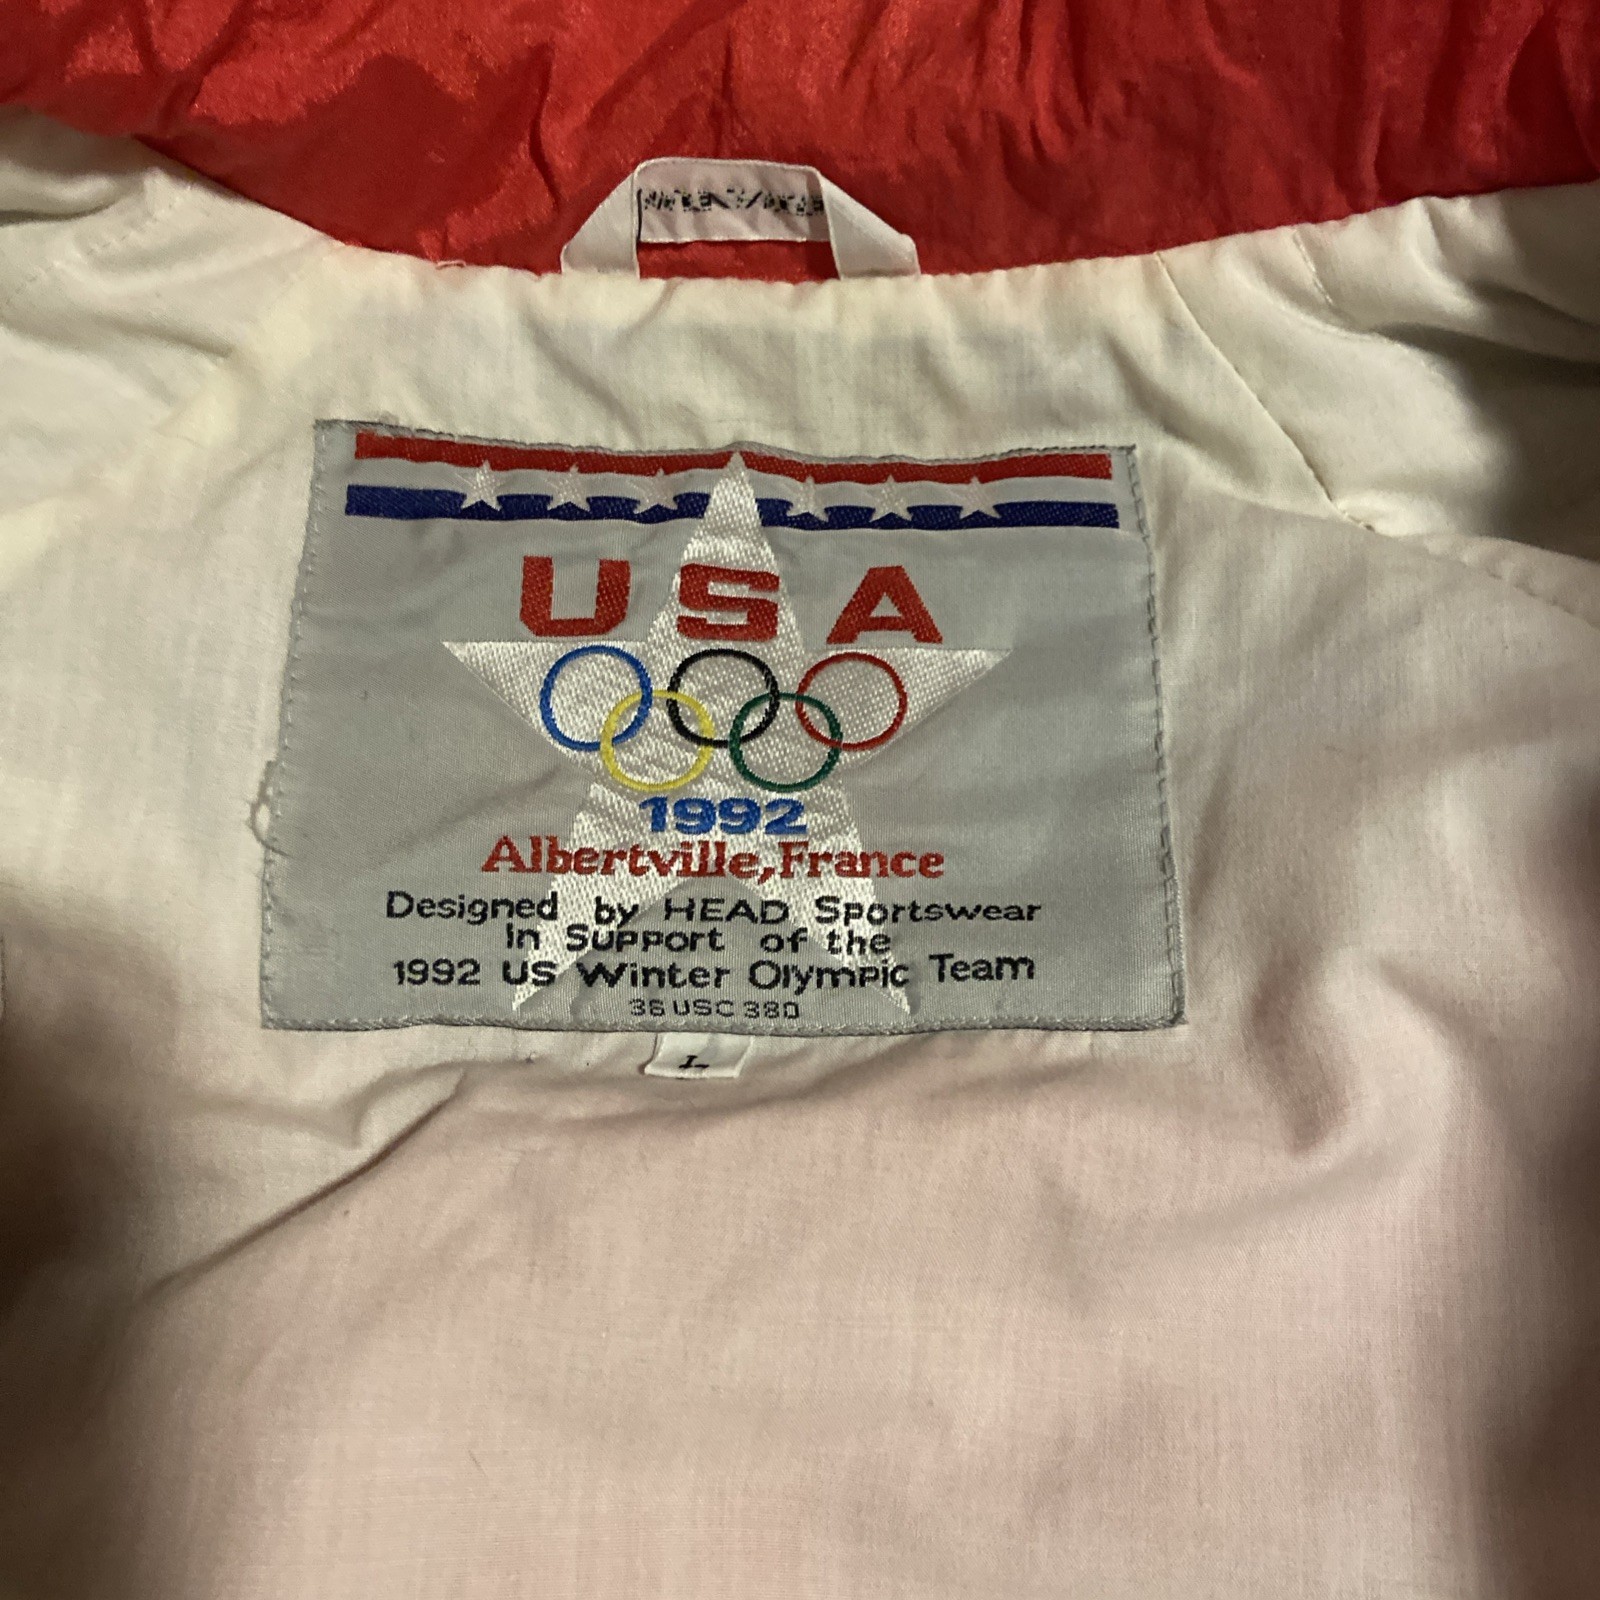 USA
1992
Albertville, France
Designed by HEAD Sportswear
In Support of the
1992 US Winter Olympic Team
36 USC 380
L